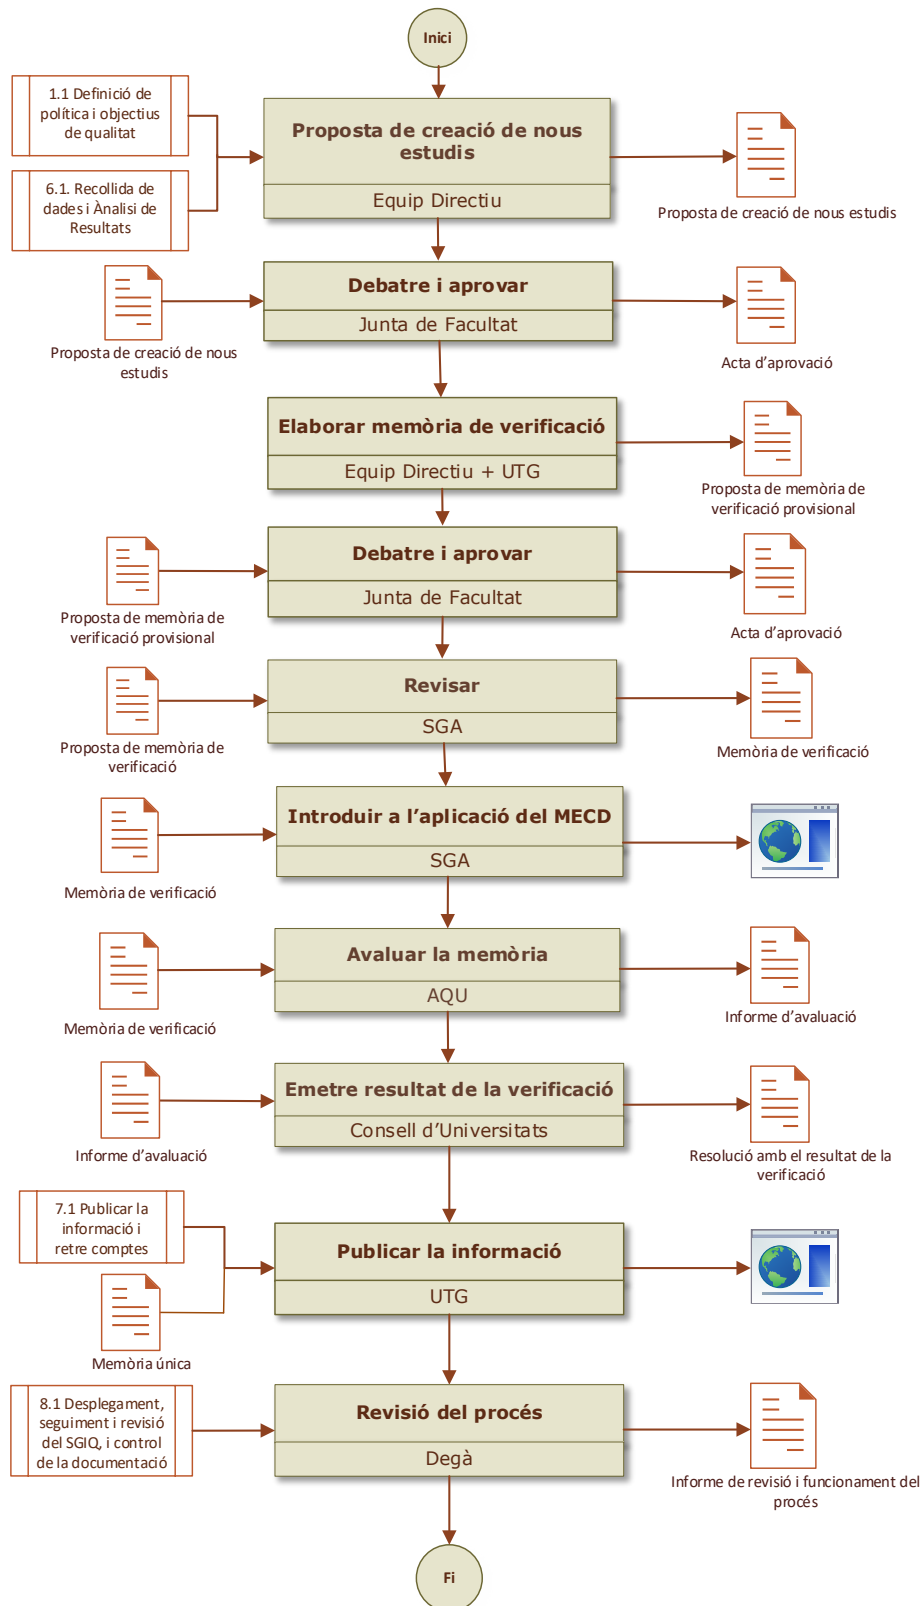 Inici
1.1 Definició de
política i objectius
de qualitat
6.1. Recollida de
dades i Ànalisi de
Resultats
Proposta de creació de nous
estudis
Equip Directiu
Proposta de creació de nous estudis
Proposta de creació de nous
estudis
Debatre i aprovar
Junta de Facultat
Acta d’aprovació
Elaborar memòria de verificació
Equip Directiu + UTG
Proposta de memòria de
verificació provisional
Proposta de memòria de
verificació provisional
Debatre i aprovar
Junta de Facultat
Acta d’aprovació
Proposta de memòria de
verificació
Revisar
SGA
Memòria de verificació
Memòria de verificació
Introduir a l’aplicació del MECD
SGA
Memòria de verificació
Avaluar la memòria
AQU
Informe d’avaluació
Informe d’avaluació
Emetre resultat de la verificació
Consell d’Universitats
Resolució amb el resultat de la
verificació
7.1 Publicar la
informació i
retre comptes
Memòria única
Publicar la informació
UTG
8.1 Desplegament,
seguiment i revisió
del SGIQ, i control
de la documentació
Revisió del procés
Degà
Informe de revisió i funcionament del
procés
Fi